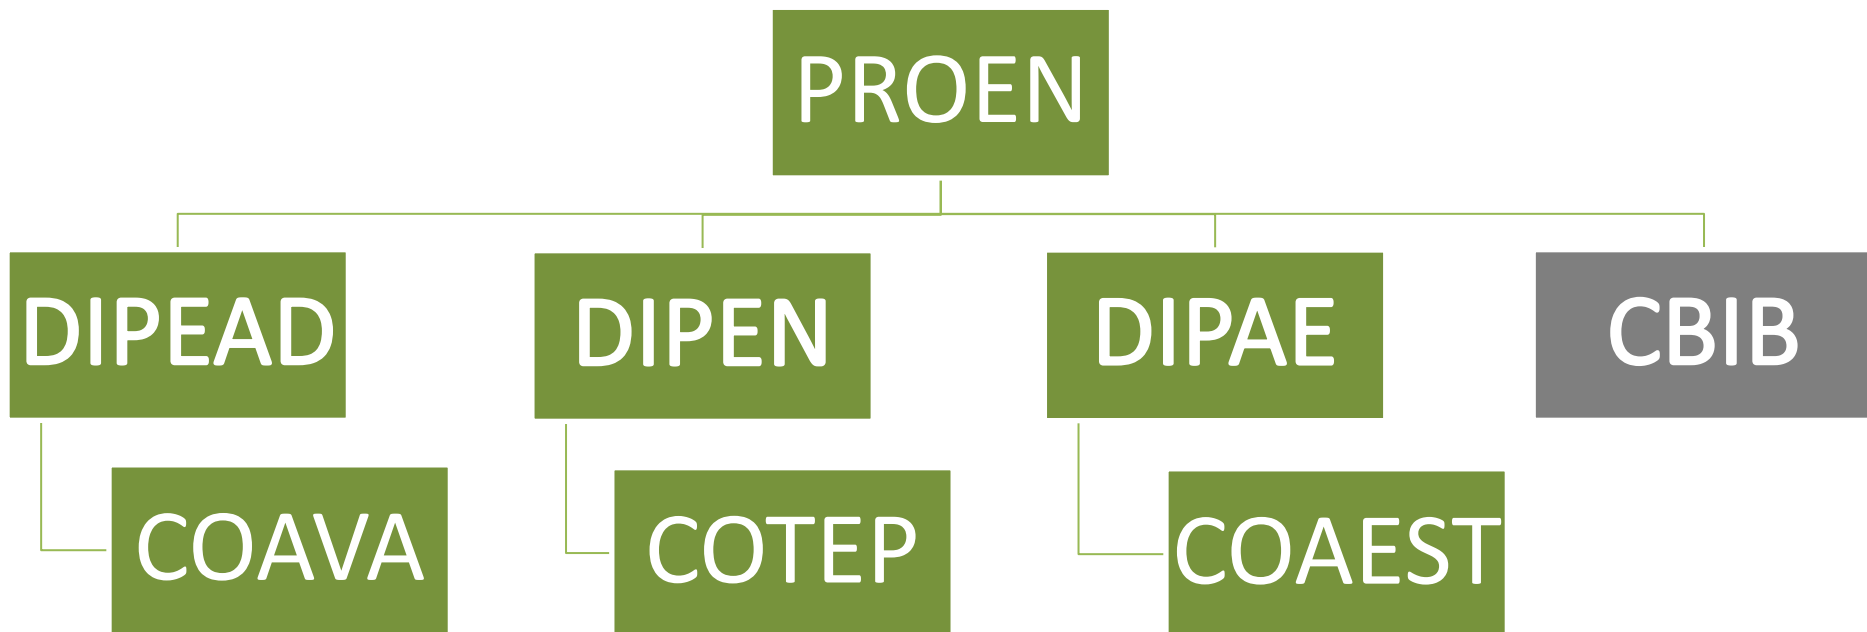 PROEN
DIPEAD
DIPEN
DIPAE
CBIB
COAVA
COTEP
COAEST